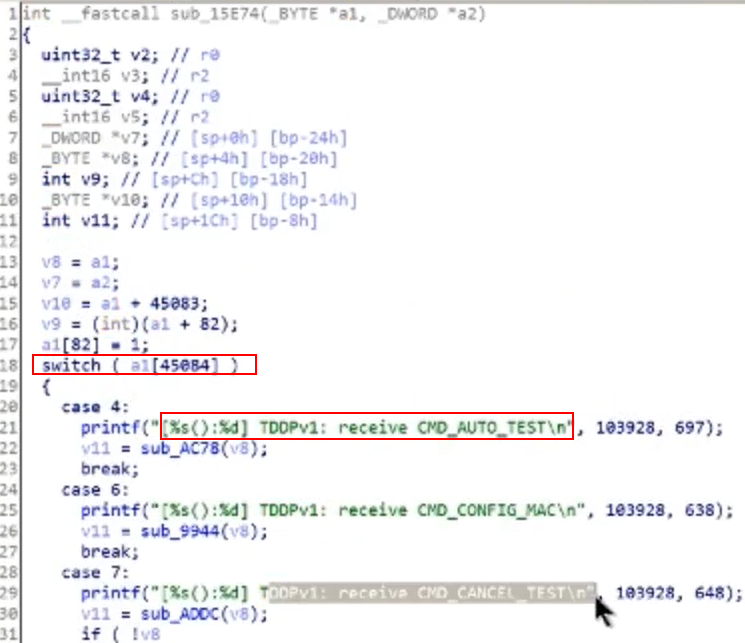 1 int __fastcall sub_15E74(_BYTE *a1, _DWORD *a2)
2 {
3 uint32_t v2; // r0
4 __int16 v3; // r2
5 uint32_t v4; // r0
6 __int16 v5; // r2
7 _DWORD *v7; // [sp+0h] [bp-24h]
8 _BYTE *v8; // [sp+4h] [bp-20h]
9 int v9; // [sp+Ch] [bp-18h]
10 _BYTE *v10; // [sp+10h] [bp-14h]
11 int v11; // [sp+1Ch] [bp-8h]
12
13 v8 = a1;
14 v7 = a2;
15 v10 = a1 + 45083;
16 v9 = (int)(a1 + 82);
17 a1[82] = 1;
18 switch ( a1[45084] )
19 {
20 case 4:
21 printf("[%s():%d] TDDPv1: receive CMD_AUTO_TEST\n", 103928, 697);
22 v11 = sub_AC78(v8);
23 break;
24 case 6:
25 printf("[%s():%d] TDDPv1: receive CMD_CONFIG_MAC\n", 103928, 638);
26 v11 = sub_9944(v8);
27 break;
28 case 7:
29 printf("[%s():%d] TDDPv1: receive CMD_CANCEL_TEST\n", 103928, 648);
30 v11 = sub_ADDC(v8);
31 if ( !v8